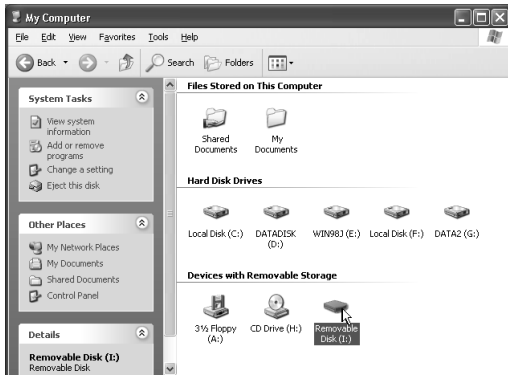 My Computer
File Edit View Favorites Tools Help
Back Search Folders
System Tasks
View system
information
Add or remove
programs
Change a setting
Eject this disk
Other Places
My Network Places
My Documents
Shared Documents
Control Panel
Details
Removable Disk (I:)
Removable Disk
Files Stored on This Computer
Shared
Documents
My
Documents
Hard Disk Drives
Local Disk (C:)
DATADISK
(D:)
WIN98J (E:)
Local Disk (F:)
DATA2 (G:)
Devices with Removable Storage
3½ Floppy
(A:)
CD Drive (H:)
Removable
Disk (I:)